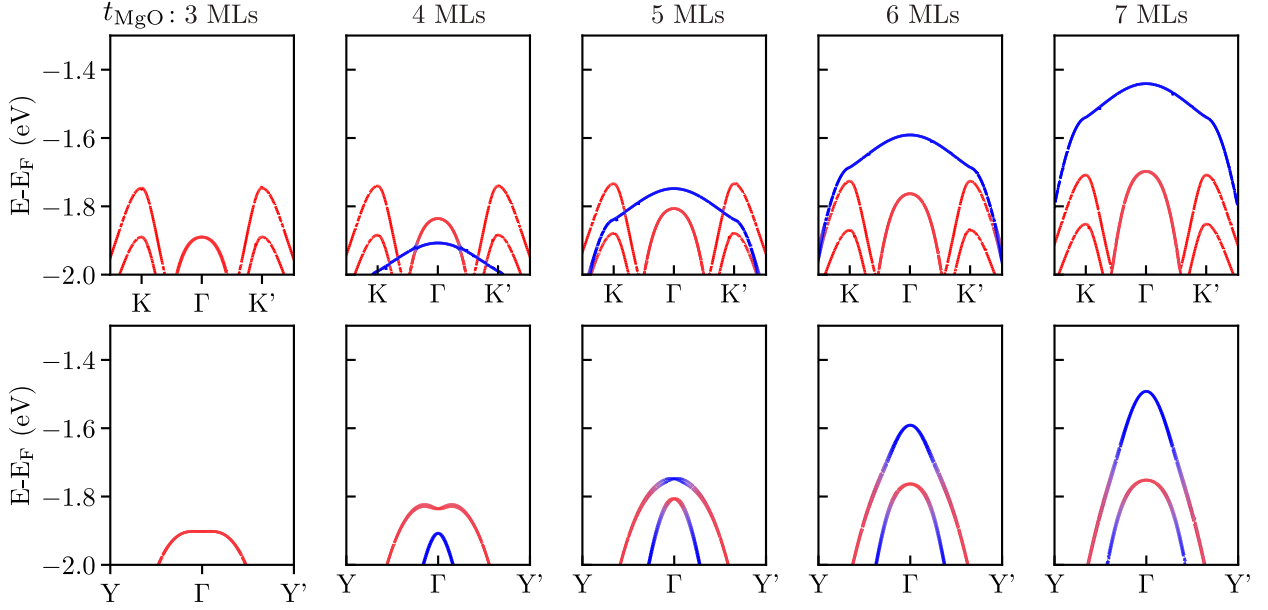 t_MgO: 3 MLs 4 MLs 5 MLs 6 MLs 7 MLs
E-E_F (eV)
−1.4
−1.6
−1.8
−2.0
K Γ K' K Γ K' K Γ K' K Γ K' K Γ K'
E-E_F (eV)
−1.4
−1.6
−1.8
−2.0
Y Γ Y' Y Γ Y' Y Γ Y' Y Γ Y' Y Γ Y'